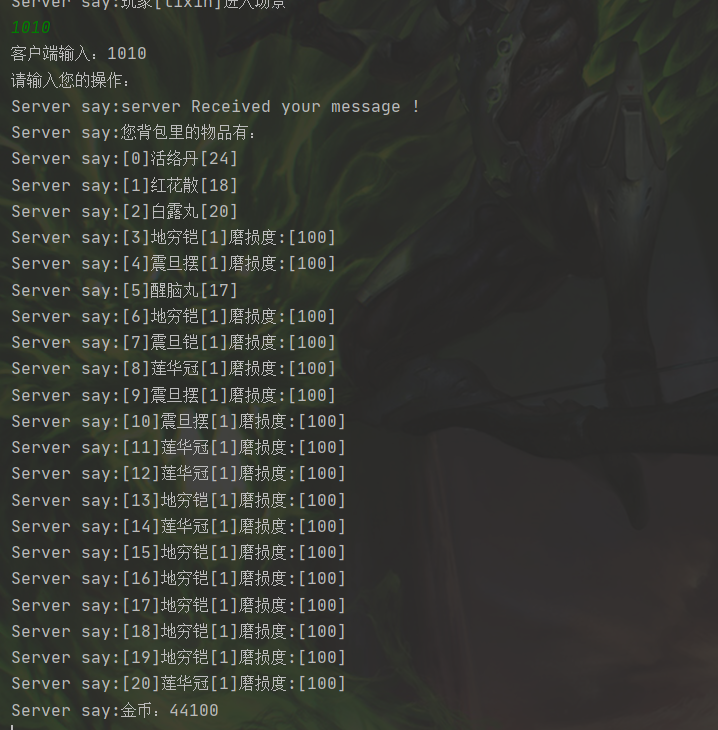 Server say:玩家[lixin]进入场景
1010
客户端输入：1010
请输入您的操作：
Server say:server Received your message !
Server say:您背包里的物品有：
Server say:[0]活络丹[24]
Server say:[1]红花散[18]
Server say:[2]白露丸[20]
Server say:[3]地穷铠[1]磨损度:[100]
Server say:[4]震旦摆[1]磨损度:[100]
Server say:[5]醒脑丸[17]
Server say:[6]地穷铠[1]磨损度:[100]
Server say:[7]震旦铠[1]磨损度:[100]
Server say:[8]莲华冠[1]磨损度:[100]
Server say:[9]震旦摆[1]磨损度:[100]
Server say:[10]震旦摆[1]磨损度:[100]
Server say:[11]莲华冠[1]磨损度:[100]
Server say:[12]莲华冠[1]磨损度:[100]
Server say:[13]地穷铠[1]磨损度:[100]
Server say:[14]莲华冠[1]磨损度:[100]
Server say:[15]地穷铠[1]磨损度:[100]
Server say:[16]地穷铠[1]磨损度:[100]
Server say:[17]地穷铠[1]磨损度:[100]
Server say:[18]地穷铠[1]磨损度:[100]
Server say:[19]地穷铠[1]磨损度:[100]
Server say:[20]莲华冠[1]磨损度:[100]
Server say:金币：44100